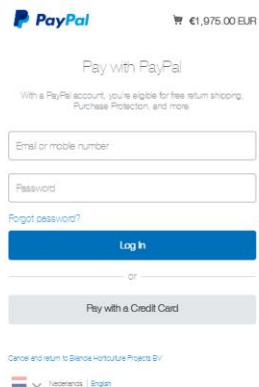 PayPal €1,975.00 EUR
Pay with PayPal
With a PayPal account, you're eligible for free return shipping,
Purchase Protection, and more.
Email or mobile number
Password
Forgot password?
Log In
or
Pay with a Credit Card
Cancel and return to Blende Horticulture Projects BV
Nederlands | English